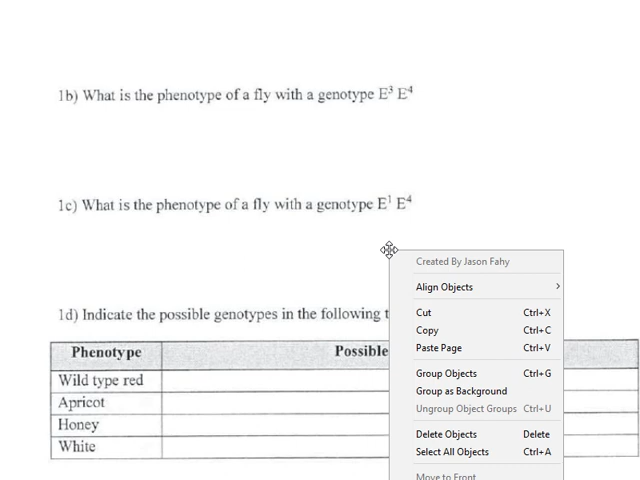 1b) What is the phenotype of a fly with a genotype E³ E⁴
1c) What is the phenotype of a fly with a genotype E¹ E⁴
Created By Jason Fahy
Align Objects
1d) Indicate the possible genotypes in the following t
Cut Ctrl+X
Copy Ctrl+C
Paste Page Ctrl+V
Phenotype Possible
Group Objects Ctrl+G
Wild type red
Group as Background
Apricot
Ungroup Object Groups Ctrl+U
Honey
Delete Objects Delete
White
Select All Objects Ctrl+A
Move to Front